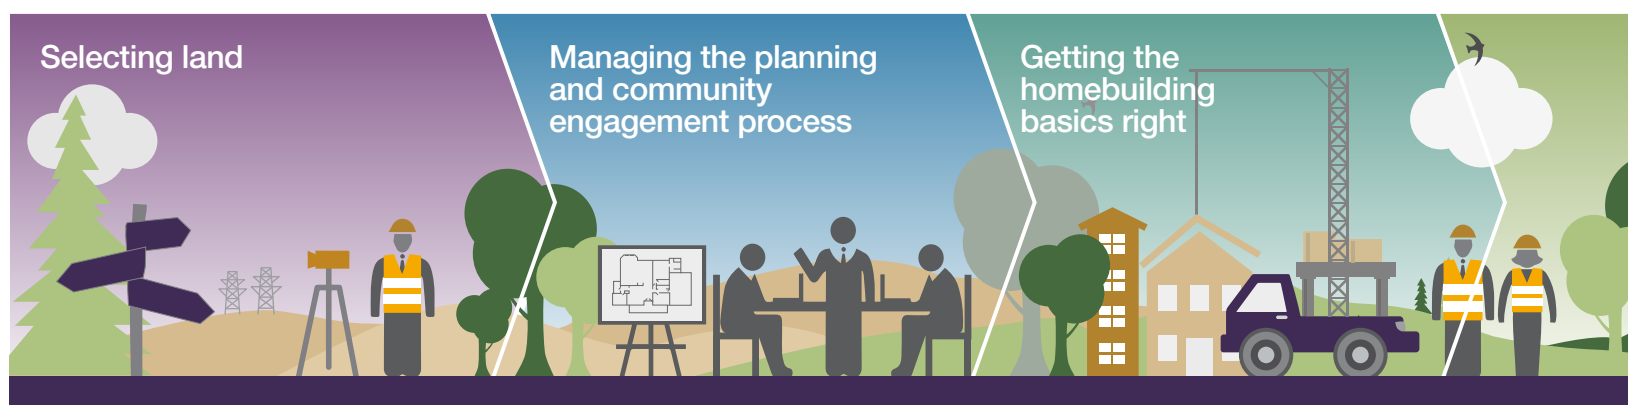 Selecting land
Managing the planning
and community
engagement process
Getting the
homebuilding
basics right